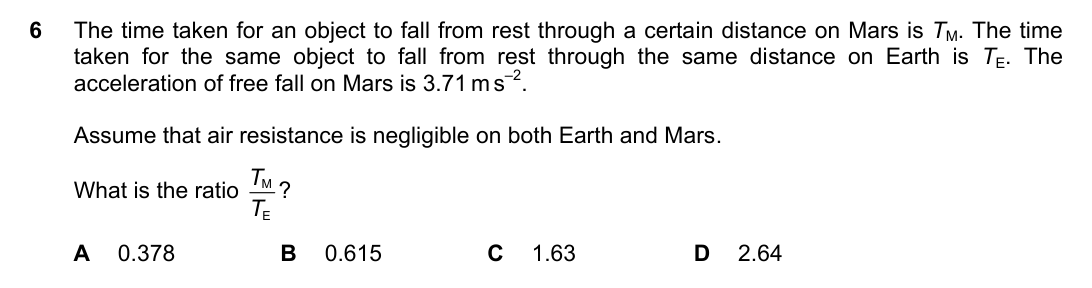 6 The time taken for an object to fall from rest through a certain distance on Mars is T_M. The time
taken for the same object to fall from rest through the same distance on Earth is T_E. The
acceleration of free fall on Mars is 3.71 m s⁻².
Assume that air resistance is negligible on both Earth and Mars.
What is the ratio T_M/T_E?
A 0.378 B 0.615 C 1.63 D 2.64